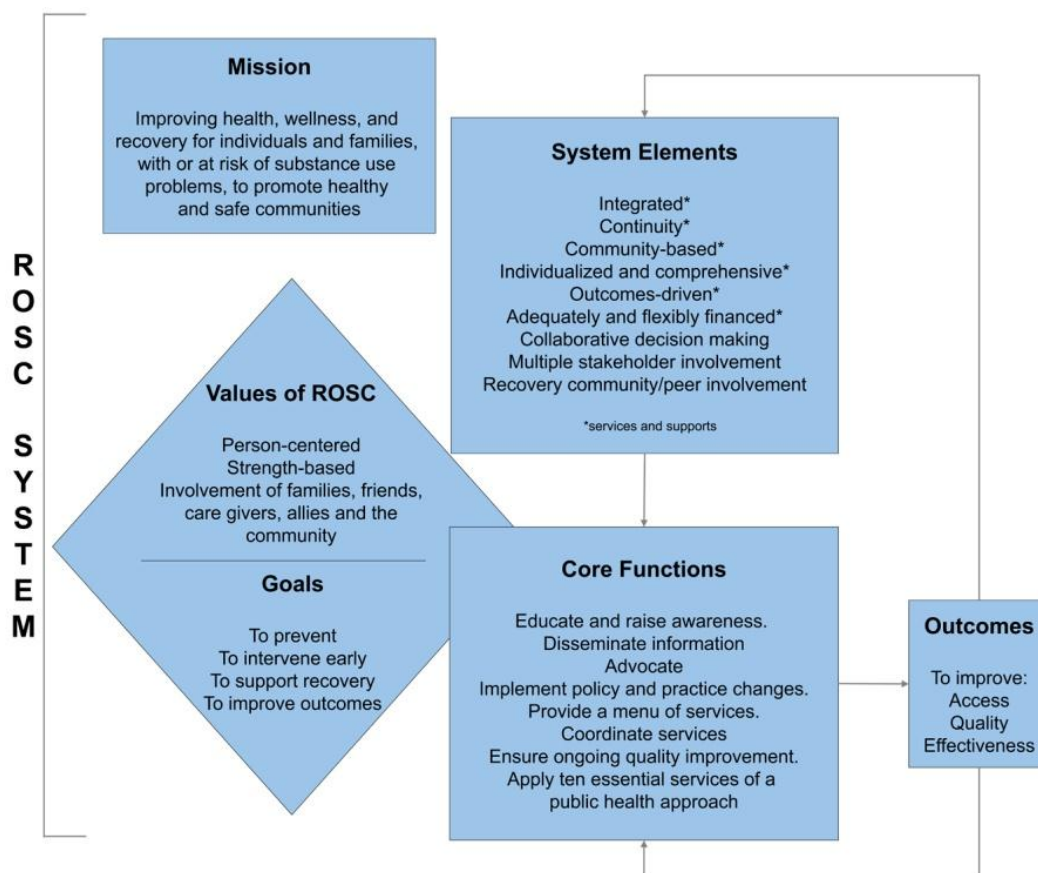 ROSC SYSTEM
Mission
Improving health, wellness, and
recovery for individuals and families,
with or at risk of substance use
problems, to promote healthy
and safe communities
Values of ROSC
Person-centered
Strength-based
Involvement of families, friends,
care givers, allies and the
community
Goals
To prevent
To intervene early
To support recovery
To improve outcomes
System Elements
Integrated*
Continuity*
Community-based*
Individualized and comprehensive*
Outcomes-driven*
Adequately and flexibly financed*
Collaborative decision making
Multiple stakeholder involvement
Recovery community/peer involvement
*services and supports
Core Functions
Educate and raise awareness.
Disseminate information
Advocate
Implement policy and practice changes.
Provide a menu of services.
Coordinate services
Ensure ongoing quality improvement.
Apply ten essential services of a
public health approach
Outcomes
To improve:
Access
Quality
Effectiveness